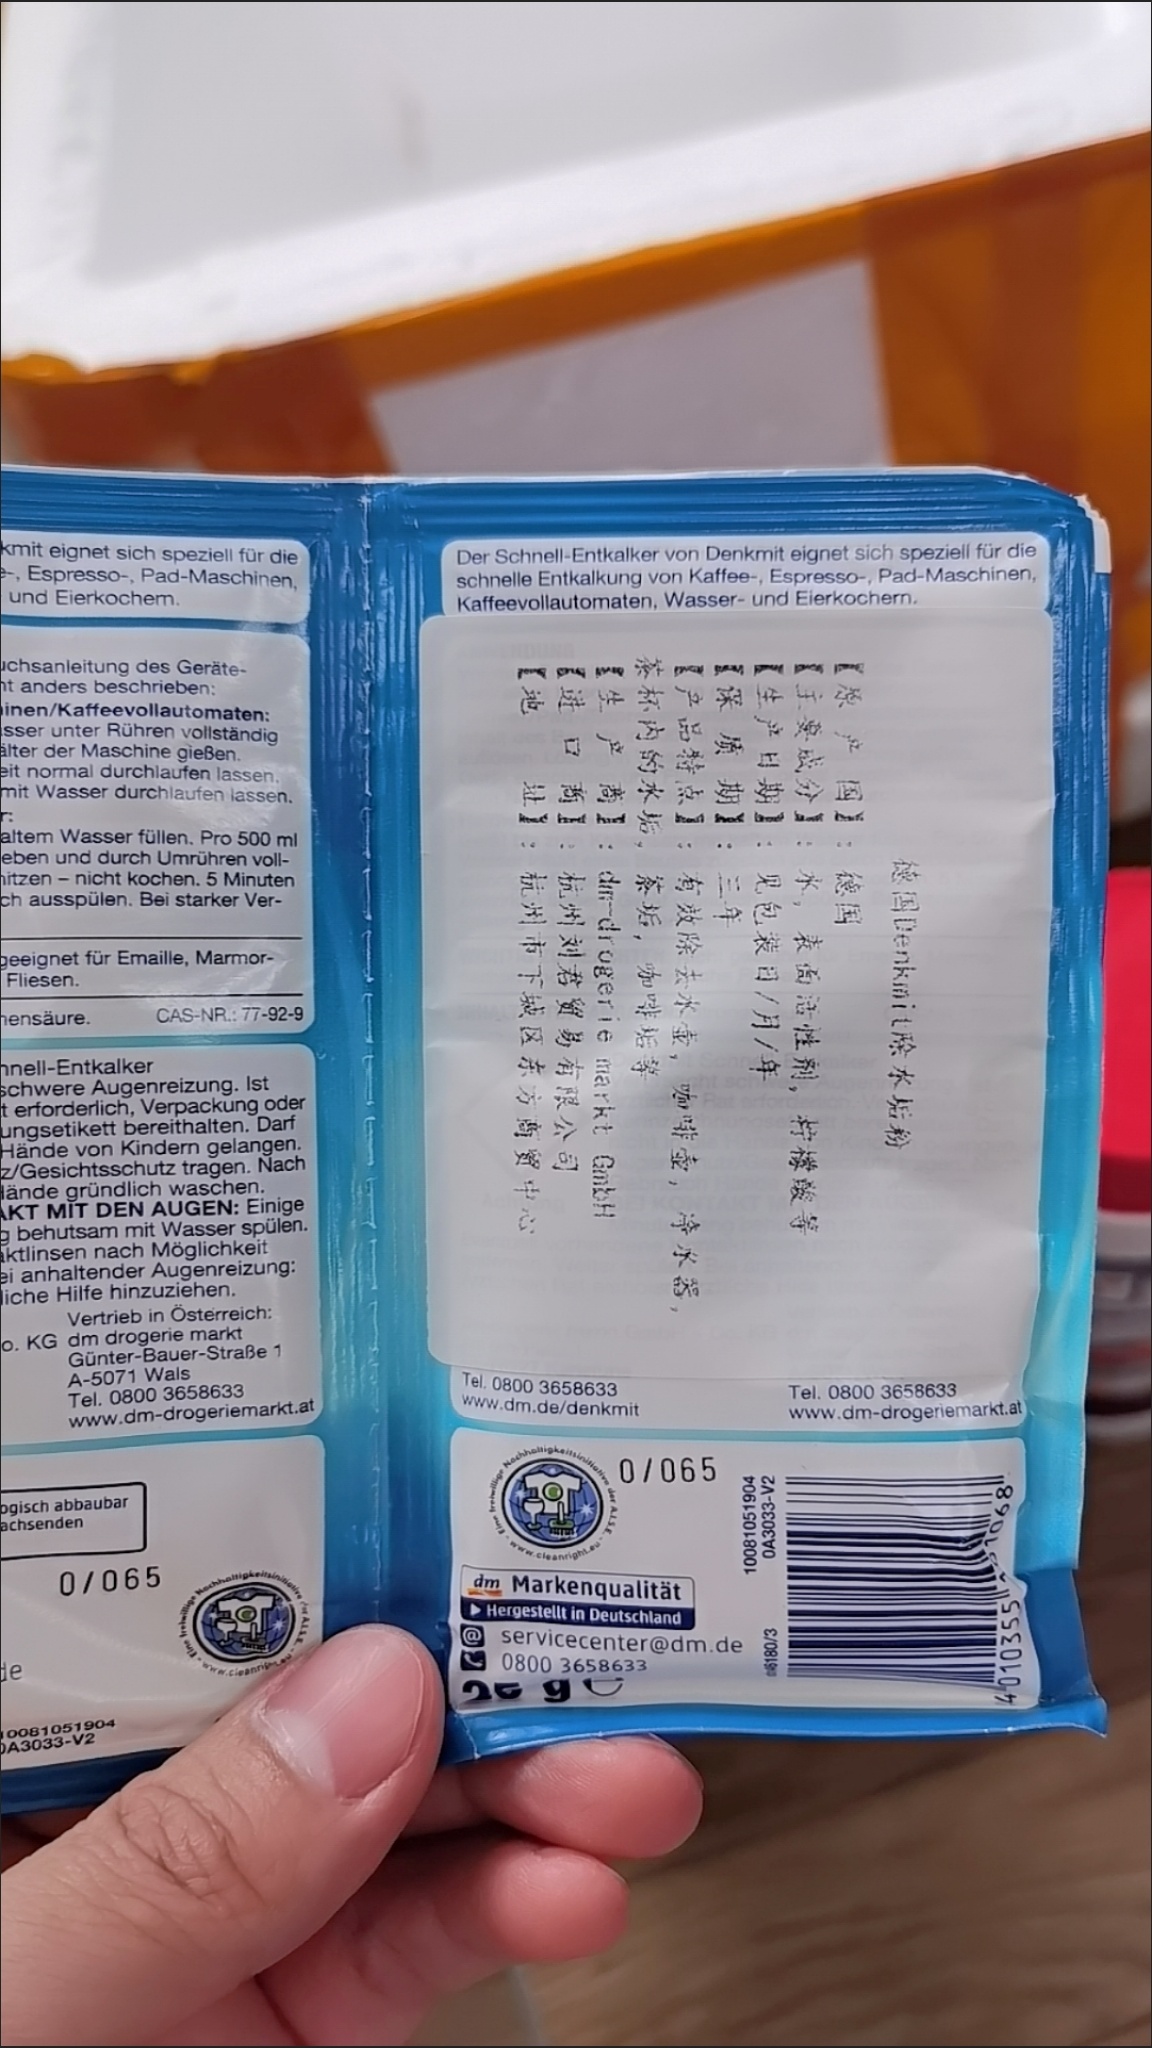 kmit eignet sich speziell für die
e-, Espresso-, Pad-Maschinen,
und Eierkochern.
uchsanleitung des Geräte-
nt anders beschrieben:
inen/Kaffeevollautomaten:
sser unter Rühren vollständig
älter der Maschine gießen.
eit normal durchlaufen lassen.
mit Wasser durchlaufen lassen.
r:
altem Wasser füllen. Pro 500 ml
eben und durch Umrühren voll-
hitzen – nicht kochen. 5 Minuten
ch ausspülen. Bei starker Ver-
geeignet für Emaille, Marmor-
Fliesen.
nensäure. CAS-NR.: 77-92-9
hnell-Entkalker
schwere Augenreizung. Ist
t erforderlich, Verpackung oder
ungsetikett bereithalten. Darf
Hände von Kindern gelangen.
z/Gesichtsschutz tragen. Nach
Hände gründlich waschen.
AKT MIT DEN AUGEN: Einige
g behutsam mit Wasser spülen.
aktlinsen nach Möglichkeit
ei anhaltender Augenreizung:
liche Hilfe hinzuziehen.
Vertrieb in Österreich:
o. KG dm drogerie markt
Günter-Bauer-Straße 1
A-5071 Wals
Tel. 0800 3658633
www.dm-drogeriemarkt.at
ogisch abbaubar
achsenden
0/065
de
10081051904
0A3033-V2
Der Schnell-Entkalker von Denkmit eignet sich speziell für die
schnelle Entkalkung von Kaffee-, Espresso-, Pad-Maschinen,
Kaffeevollautomaten, Wasser- und Eierkochern.
德国Denkmit除水垢粉
【原产国】:德国
【主要成分】:水,表面活性剂,柠檬酸等
【生产日期】:见包装日/月/年
【保质期】:三年
【产品特点】:有效除去水壶,咖啡壶,净水器,
茶杯内的水垢,茶垢,咖啡垢等
【生产商】:dm-drogerie markt GmbH
【进口商】:杭州刘君贸易有限公司
【地址】:杭州市下城区东方商贸中心
Tel. 0800 3658633
www.dm.de/denkmit
Tel. 0800 3658633
www.dm-drogeriemarkt.at
Eine freiwillige Nachhaltigkeitsinitiative der A.I.S.E.
www.cleanright.eu
0/065
10081051904
0A3033-V2
dm Markenqualität
Hergestellt in Deutschland
servicecenter@dm.de
0800 3658633